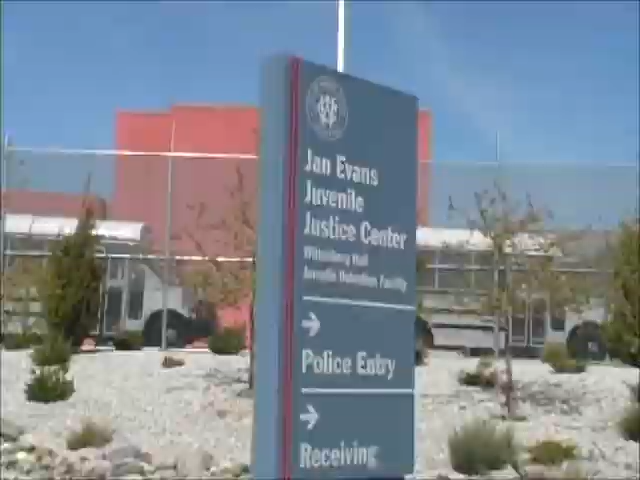 Jan Evans
Juvenile
Justice Center
Wittenberg Hall
Juvenile Detention Facility
Police Entry
Receiving